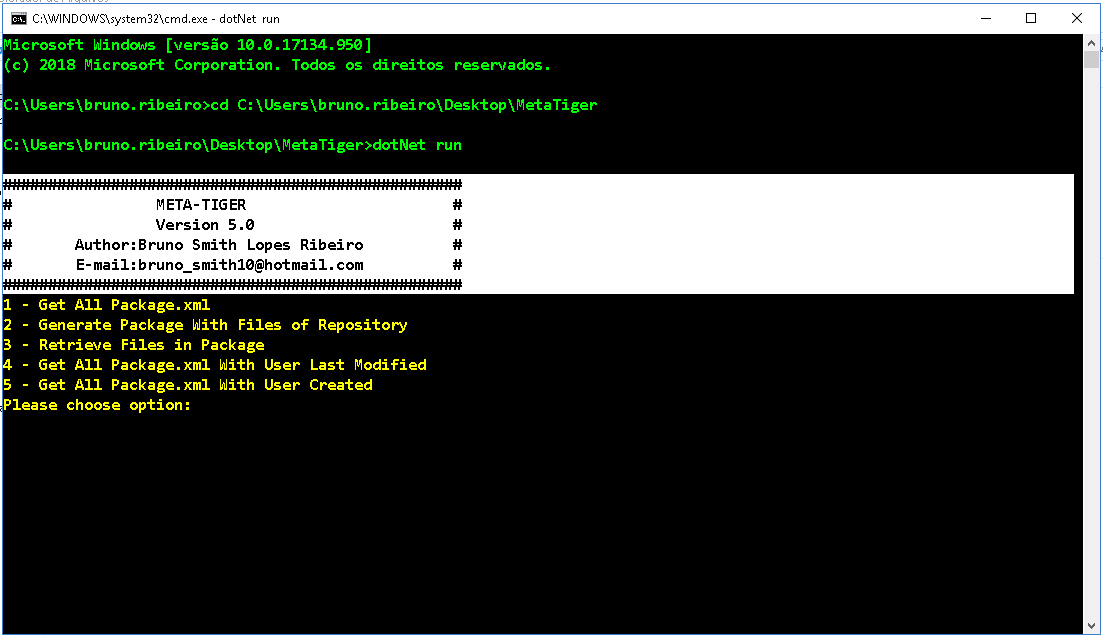 C:\WINDOWS\system32\cmd.exe - dotNet run
Microsoft Windows [versão 10.0.17134.950]
(c) 2018 Microsoft Corporation. Todos os direitos reservados.
C:\Users\bruno.ribeiro>cd C:\Users\bruno.ribeiro\Desktop\MetaTiger
C:\Users\bruno.ribeiro\Desktop\MetaTiger>dotNet run
###################################################
#                META-TIGER                       #
#                Version 5.0                      #
#       Author:Bruno Smith Lopes Ribeiro          #
#       E-mail:bruno_smith10@hotmail.com          #
###################################################
1 - Get All Package.xml
2 - Generate Package With Files of Repository
3 - Retrieve Files in Package
4 - Get All Package.xml With User Last Modified
5 - Get All Package.xml With User Created
Please choose option: